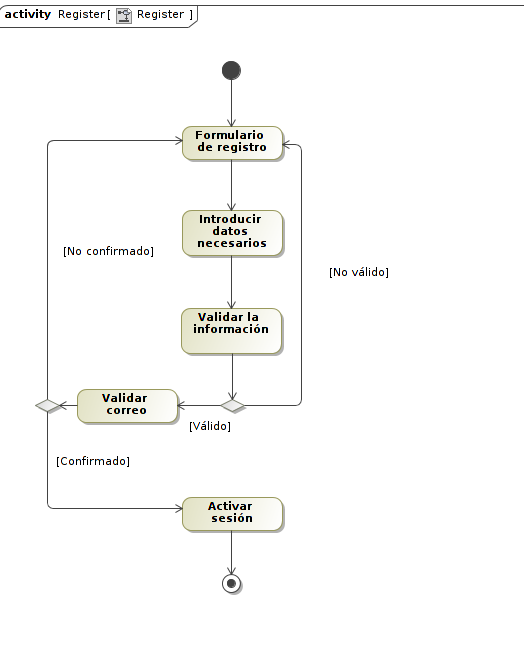 activity Register [ Register ]
Formulario
de registro
Introducir
datos
necesarios
[No confirmado]
[No válido]
Validar la
información
Validar
correo
[Válido]
[Confirmado]
Activar
sesión